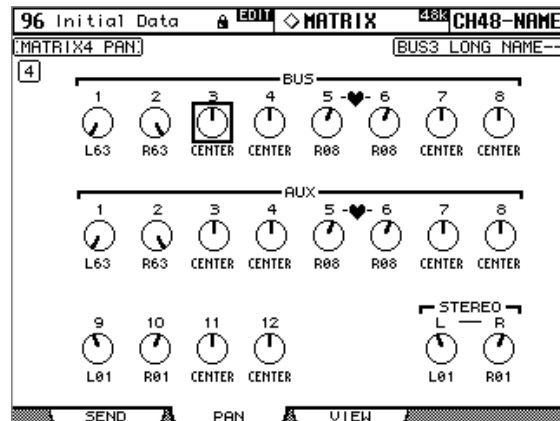 96 Initial Data EDIT ◇MATRIX 48K CH48-NAME
MATRIX4 PAN BUS3 LONG NAME--
4
BUS
1 2 3 4 5 -♥- 6 7 8
L63 R63 CENTER CENTER R08 R08 CENTER CENTER
AUX
1 2 3 4 5 -♥- 6 7 8
L63 R63 CENTER CENTER R08 R08 CENTER CENTER
STEREO
9 10 11 12 L — R
L01 R01 CENTER CENTER L01 R01
SEND PAN VIEW